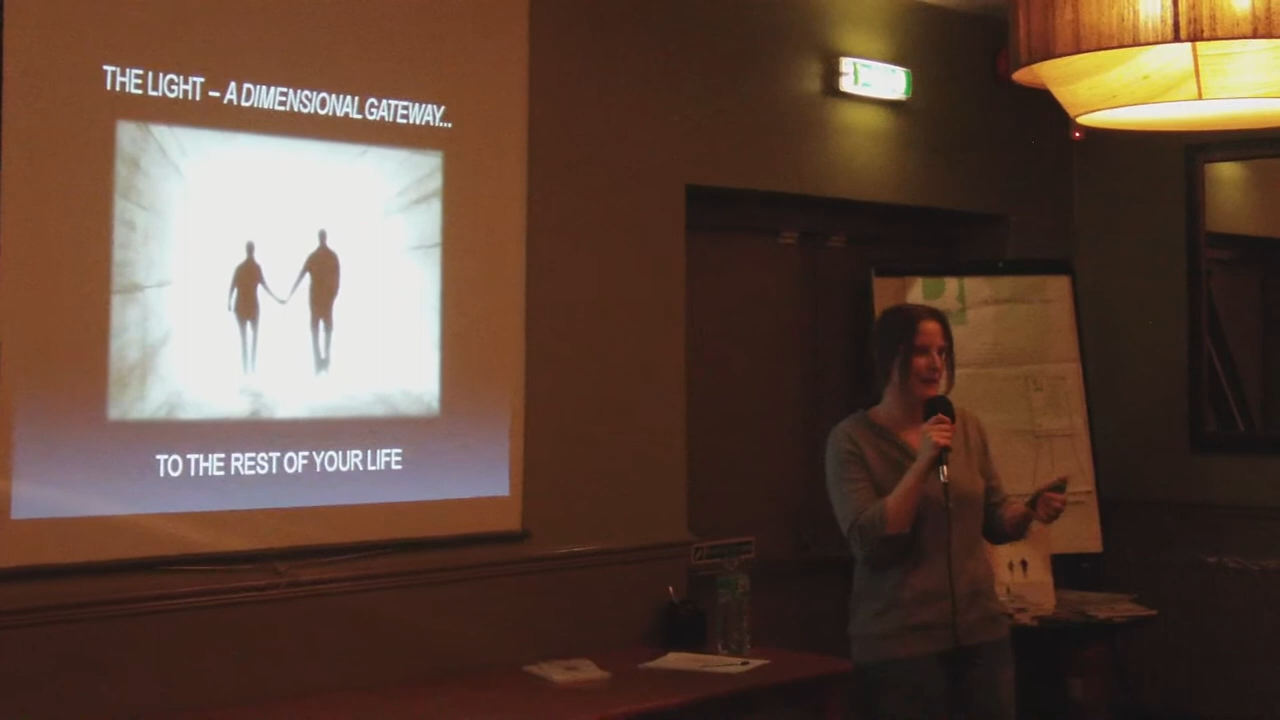 THE LIGHT – A DIMENSIONAL GATEWAY...
TO THE REST OF YOUR LIFE